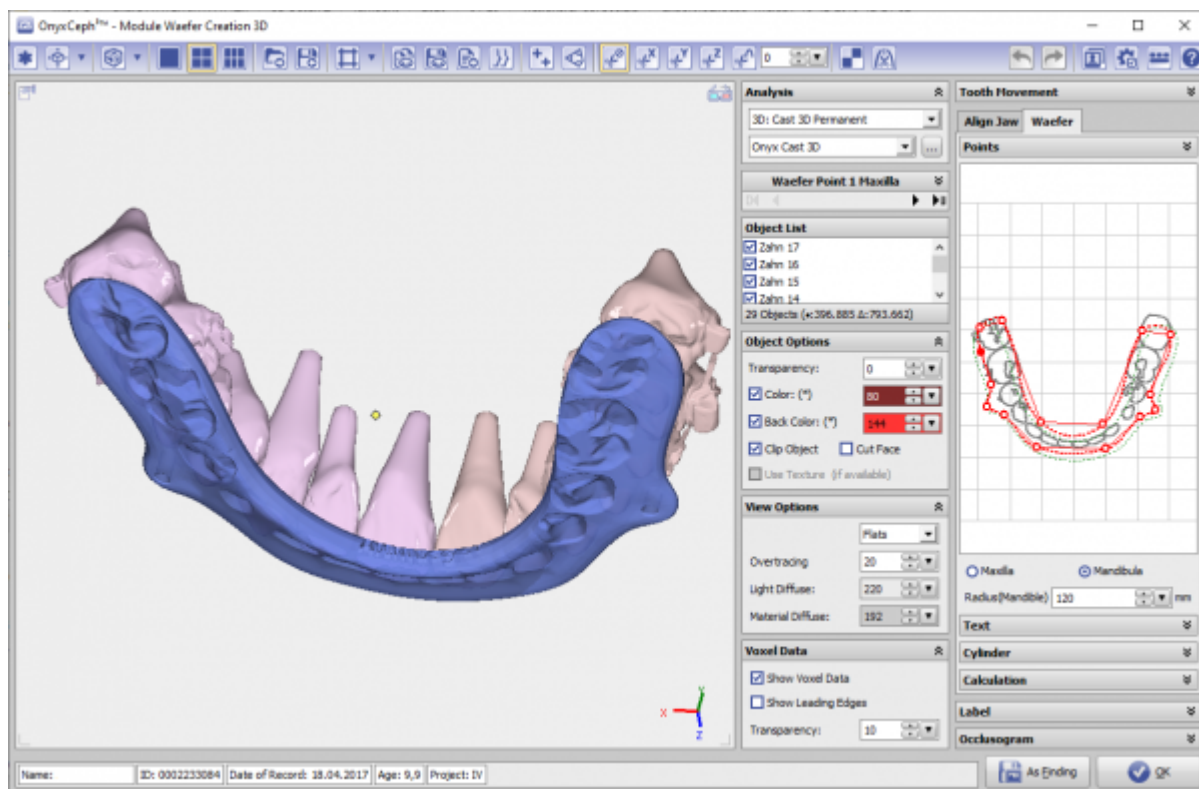 OnyxCeph³™ - Module Waefer Creation 3D
0
Analysis
3D: Cast 3D Permanent
Onyx Cast 3D
...
Waefer Point 1 Maxilla
Object List
Zahn 17
Zahn 16
Zahn 15
Zahn 14
29 Objects (•:396.885 Δ:793.662)
Object Options
Transparency: 0
Color: (*) 80
Back Color: (*) 144
Clip Object Cut Face
Use Texture (if available)
View Options
Flats
Overtracing 20
Light Diffuse: 220
Material Diffuse: 192
Voxel Data
Show Voxel Data
Show Leading Edges
Transparency: 10
Tooth Movement
Align Jaw Waefer
Points
Maxilla Mandibula
Radius(Mandible) 120 mm
Text
Cylinder
Calculation
Label
Occlusogram
X Y Z
Name: ID: 0002233084 Date of Record: 18.04.2017 Age: 9,9 Project: IV
As Finding OK